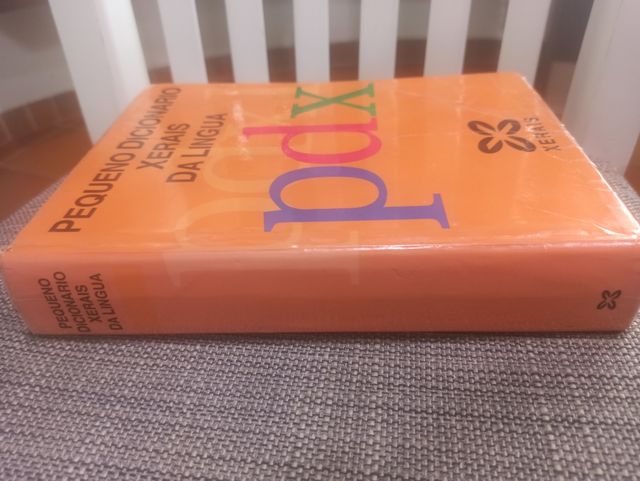 PEQUENO DICIONARIO
XERAIS
DA LINGUA
pdx
XERAIS
PEQUENO
DICIONARIO
XERAIS
DA LINGUA